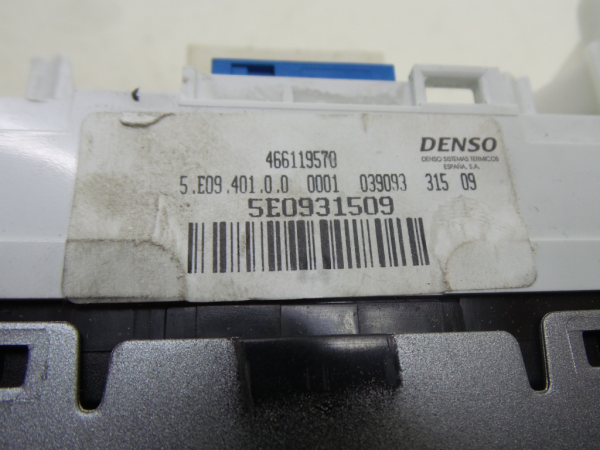 466119570
DENSO
DENSO SISTEMAS TERMICOS
ESPAÑA, S.A.
5.E09.401.0.0 0001 039093 315 09
5E0931509